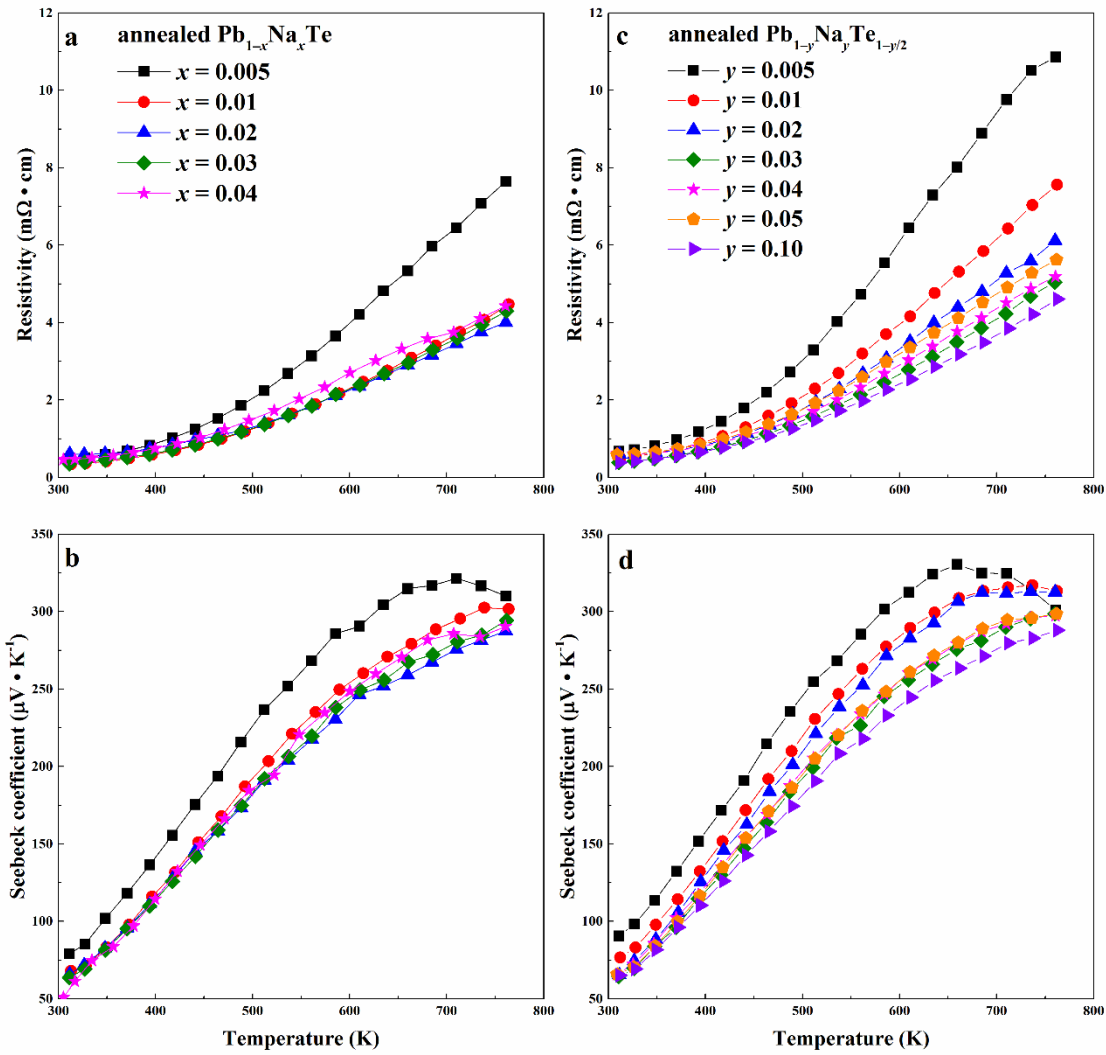 a
annealed Pb1−xNaxTe
x = 0.005
x = 0.01
x = 0.02
x = 0.03
x = 0.04
Resistivity (mΩ • cm)
12
10
8
6
4
2
0
300 400 500 600 700 800
c
annealed Pb1−yNayTe1−y/2
y = 0.005
y = 0.01
y = 0.02
y = 0.03
y = 0.04
y = 0.05
y = 0.10
Resistivity (mΩ • cm)
12
10
8
6
4
2
0
300 400 500 600 700 800
b
Seebeck coefficient (μV • K-1)
350
300
250
200
150
100
50
300 400 500 600 700 800
Temperature (K)
d
Seebeck coefficient (μV • K-1)
350
300
250
200
150
100
50
300 400 500 600 700 800
Temperature (K)